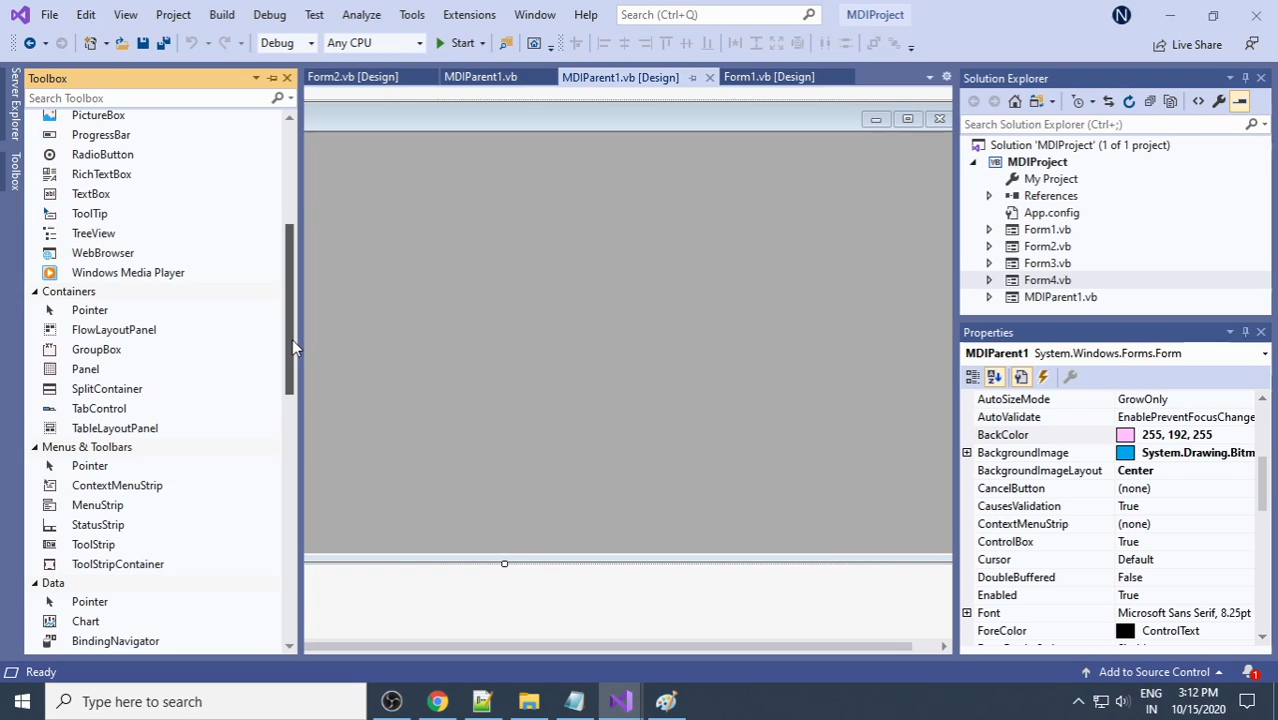 File Edit View Project Build Debug Test Analyze Tools Extensions Window Help Search (Ctrl+Q) MDIProject N
Debug Any CPU Start Live Share
Server Explorer
Toolbox
Toolbox
Search Toolbox
PictureBox
ProgressBar
RadioButton
RichTextBox
TextBox
ToolTip
TreeView
WebBrowser
Windows Media Player
Containers
Pointer
FlowLayoutPanel
GroupBox
Panel
SplitContainer
TabControl
TableLayoutPanel
Menus & Toolbars
Pointer
ContextMenuStrip
MenuStrip
StatusStrip
ToolStrip
ToolStripContainer
Data
Pointer
Chart
BindingNavigator
Form2.vb [Design] MDIParent1.vb MDIParent1.vb [Design] Form1.vb [Design]
Solution Explorer
Search Solution Explorer (Ctrl+;)
Solution 'MDIProject' (1 of 1 project)
VB MDIProject
My Project
References
App.config
Form1.vb
Form2.vb
Form3.vb
Form4.vb
MDIParent1.vb
Properties
MDIParent1 System.Windows.Forms.Form
AutoSizeMode GrowOnly
AutoValidate EnablePreventFocusChange
BackColor 255, 192, 255
BackgroundImage System.Drawing.Bitm
BackgroundImageLayout Center
CancelButton (none)
CausesValidation True
ContextMenuStrip (none)
ControlBox True
Cursor Default
DoubleBuffered False
Enabled True
Font Microsoft Sans Serif, 8.25pt
ForeColor ControlText
Ready Add to Source Control 1
Type here to search
ENG
IN
3:12 PM
10/15/2020